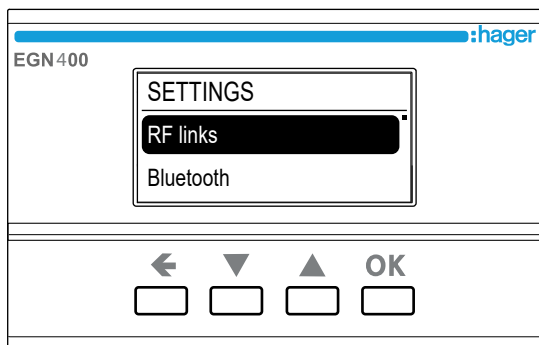 :hager
EGN400
SETTINGS
RF links
Bluetooth
OK